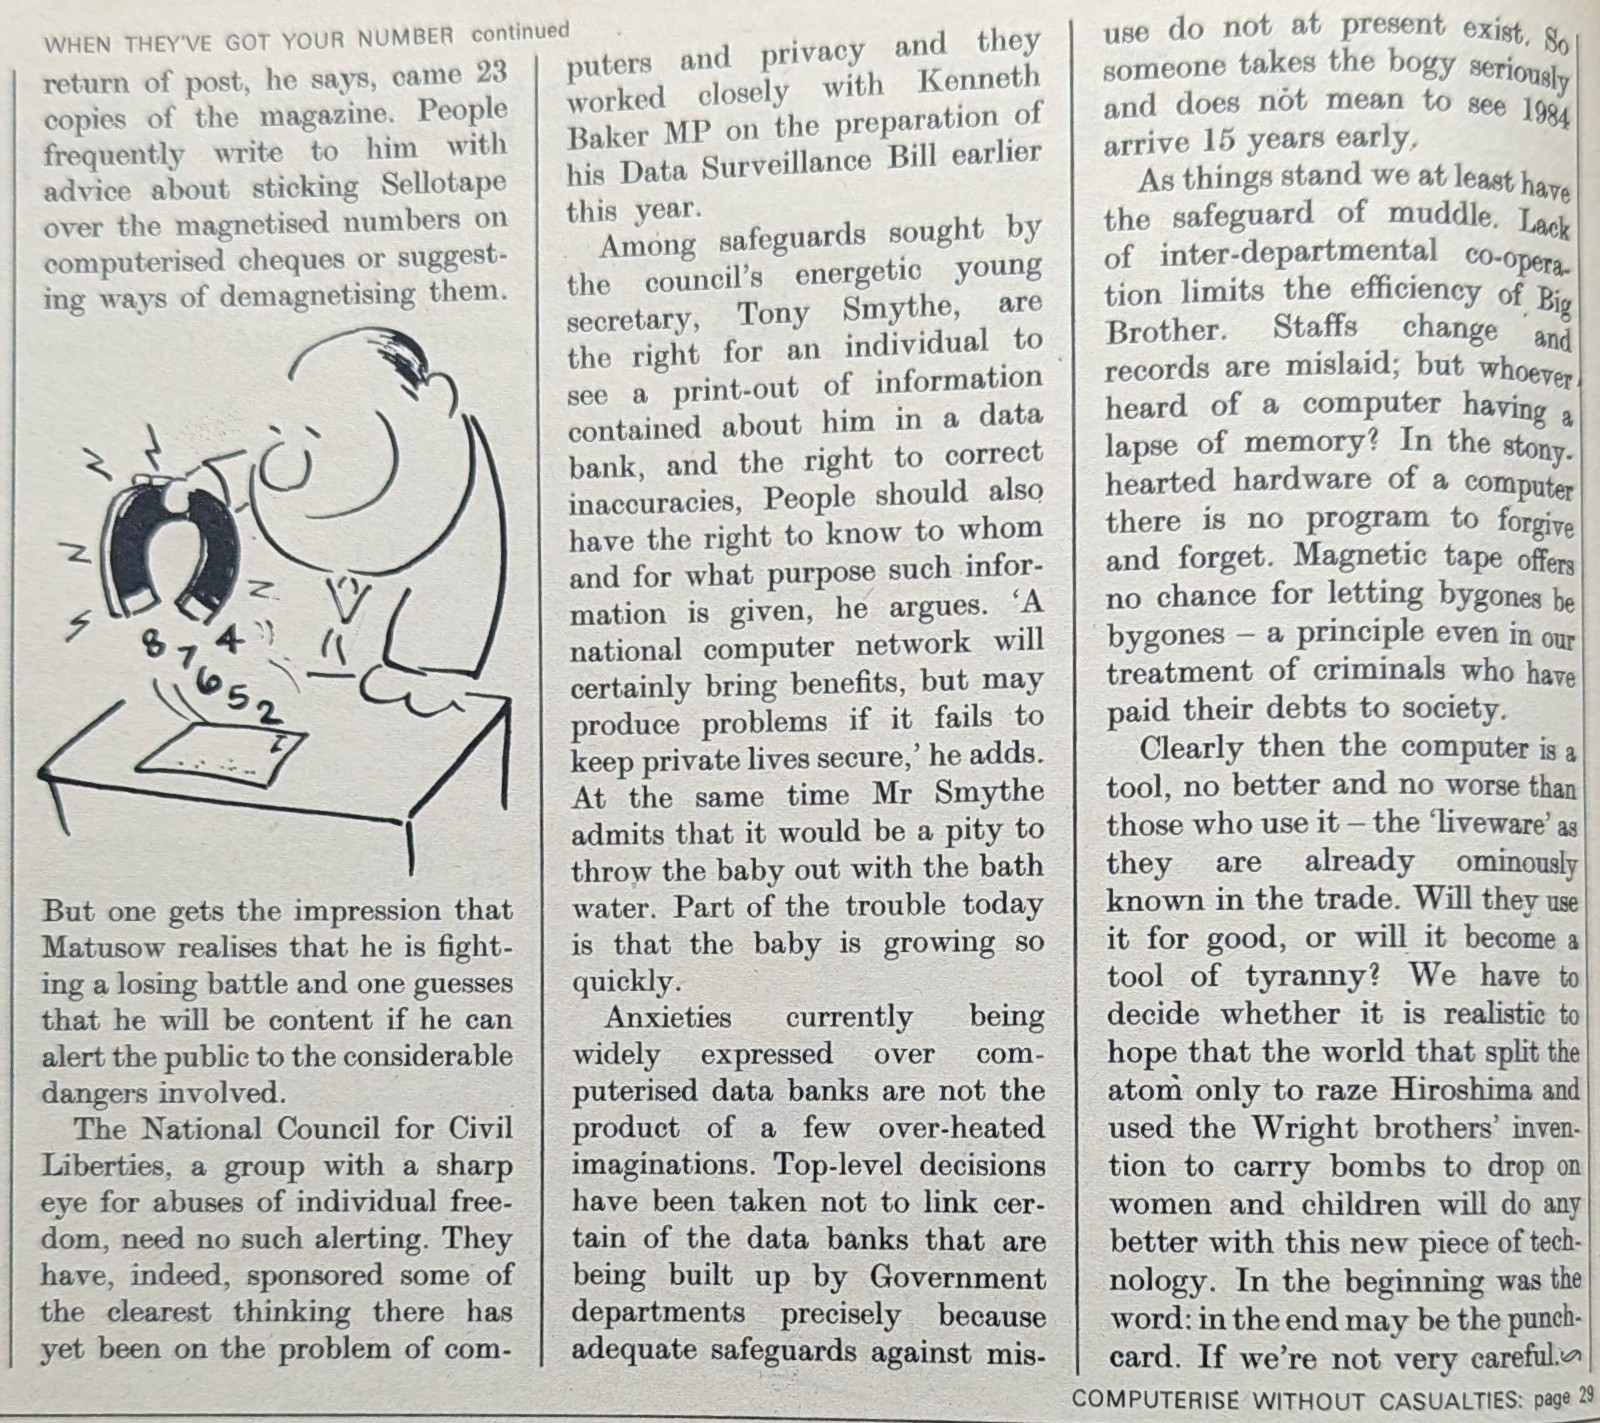 WHEN THEY'VE GOT YOUR NUMBER continued
return of post, he says, came 23
copies of the magazine. People
frequently write to him with
advice about sticking Sellotape
over the magnetised numbers on
computerised cheques or suggest-
ing ways of demagnetising them.
8 7 6 5 4 2
But one gets the impression that
Matusow realises that he is fight-
ing a losing battle and one guesses
that he will be content if he can
alert the public to the considerable
dangers involved.
The National Council for Civil
Liberties, a group with a sharp
eye for abuses of individual free-
dom, need no such alerting. They
have, indeed, sponsored some of
the clearest thinking there has
yet been on the problem of com-
puters and privacy and they
worked closely with Kenneth
Baker MP on the preparation of
his Data Surveillance Bill earlier
this year.
Among safeguards sought by
the council's energetic young
secretary, Tony Smythe, are
the right for an individual to
see a print-out of information
contained about him in a data
bank, and the right to correct
inaccuracies, People should also
have the right to know to whom
and for what purpose such infor-
mation is given, he argues. 'A
national computer network will
certainly bring benefits, but may
produce problems if it fails to
keep private lives secure,' he adds.
At the same time Mr Smythe
admits that it would be a pity to
throw the baby out with the bath
water. Part of the trouble today
is that the baby is growing so
quickly.
Anxieties currently being
widely expressed over com-
puterised data banks are not the
product of a few over-heated
imaginations. Top-level decisions
have been taken not to link cer-
tain of the data banks that are
being built up by Government
departments precisely because
adequate safeguards against mis-
use do not at present exist. So
someone takes the bogy seriously
and does not mean to see 1984
arrive 15 years early.
As things stand we at least have
the safeguard of muddle. Lack
of inter-departmental co-opera-
tion limits the efficiency of Big
Brother. Staffs change and
records are mislaid; but whoever
heard of a computer having a
lapse of memory? In the stony-
hearted hardware of a computer
there is no program to forgive
and forget. Magnetic tape offers
no chance for letting bygones be
bygones – a principle even in our
treatment of criminals who have
paid their debts to society.
Clearly then the computer is a
tool, no better and no worse than
those who use it – the 'liveware' as
they are already ominously
known in the trade. Will they use
it for good, or will it become a
tool of tyranny? We have to
decide whether it is realistic to
hope that the world that split the
atom only to raze Hiroshima and
used the Wright brothers' inven-
tion to carry bombs to drop on
women and children will do any
better with this new piece of tech-
nology. In the beginning was the
word: in the end may be the punch-
card. If we're not very careful.
COMPUTERISE WITHOUT CASUALTIES: page 29